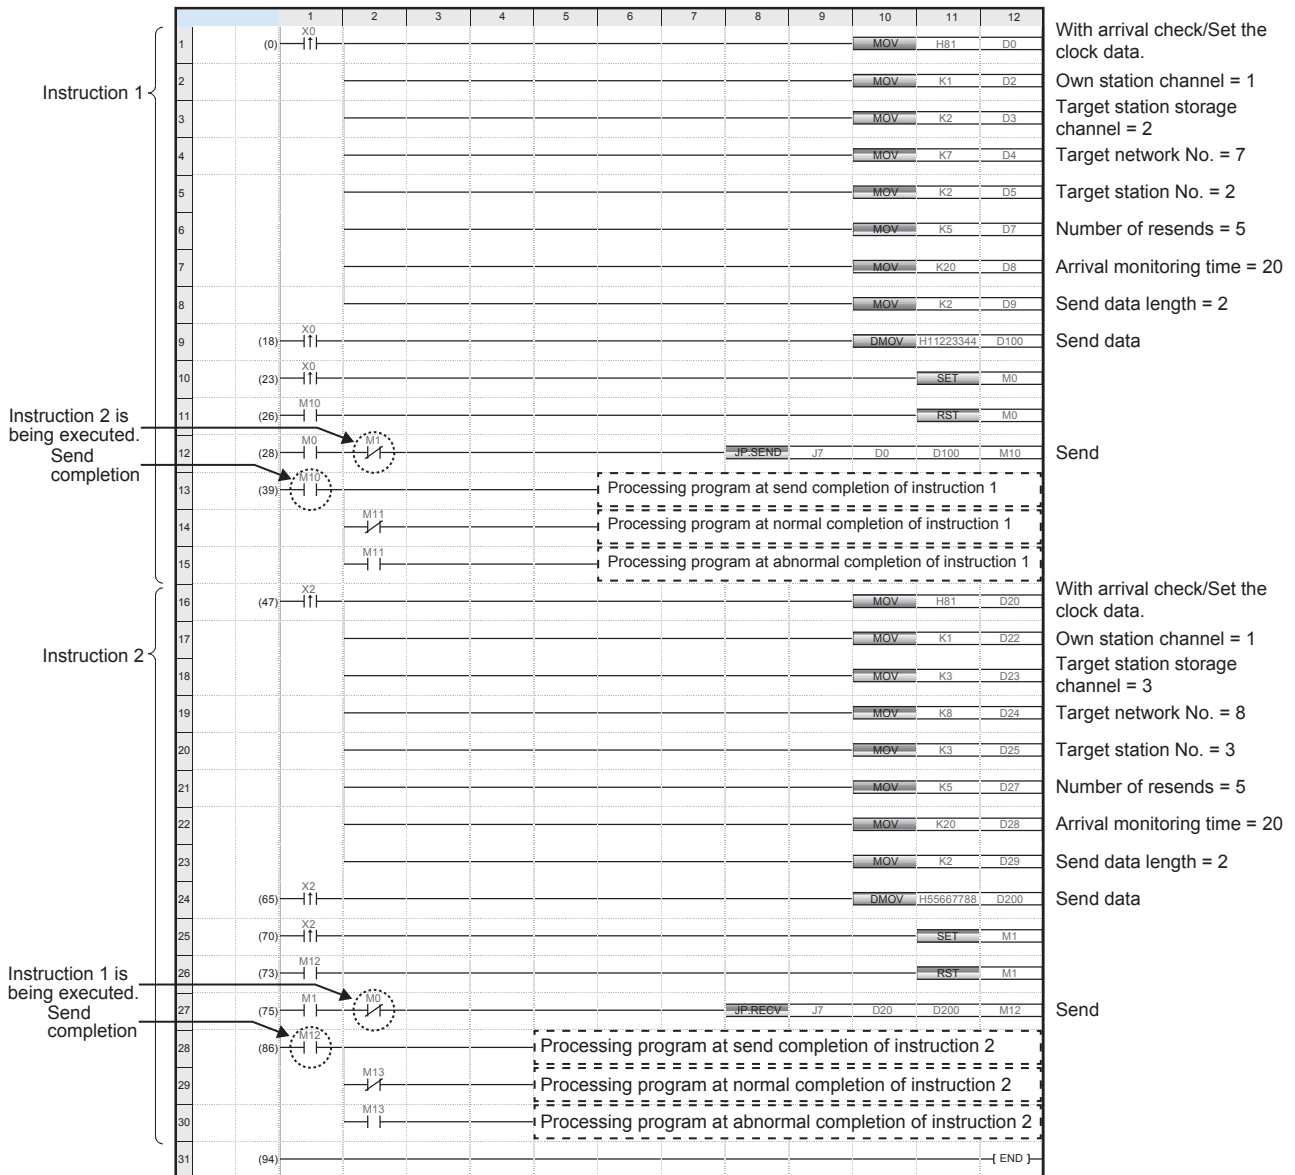 1 2 3 4 5 6 7 8 9 10 11 12
Instruction 1
1 (0) X0 MOV H81 D0 With arrival check/Set the
clock data.
2 MOV K1 D2 Own station channel = 1
3 MOV K2 D3 Target station storage
channel = 2
4 MOV K7 D4 Target network No. = 7
5 MOV K2 D5 Target station No. = 2
6 MOV K5 D7 Number of resends = 5
7 MOV K20 D8 Arrival monitoring time = 20
8 MOV K2 D9 Send data length = 2
9 (18) X0 DMOV H11223344 D100 Send data
10 (23) X0 SET M0
11 (26) M10 RST M0
Instruction 2 is
being executed.
12 (28) M0 M1 JP.SEND J7 D0 D100 M10 Send
Send
completion
13 (39) M10 Processing program at send completion of instruction 1
14 M11 Processing program at normal completion of instruction 1
15 M11 Processing program at abnormal completion of instruction 1
Instruction 2
16 (47) X2 MOV H81 D20 With arrival check/Set the
clock data.
17 MOV K1 D22 Own station channel = 1
18 MOV K3 D23 Target station storage
channel = 3
19 MOV K8 D24 Target network No. = 8
20 MOV K3 D25 Target station No. = 3
21 MOV K5 D27 Number of resends = 5
22 MOV K20 D28 Arrival monitoring time = 20
23 MOV K2 D29 Send data length = 2
24 (65) X2 DMOV H55667788 D200 Send data
25 (70) X2 SET M1
26 (73) M12 RST M1
Instruction 1 is
being executed.
27 (75) M1 M0 JP.RECV J7 D20 D200 M12 Send
Send
completion
28 (86) M12 Processing program at send completion of instruction 2
29 M13 Processing program at normal completion of instruction 2
30 M13 Processing program at abnormal completion of instruction 2
31 (94) END